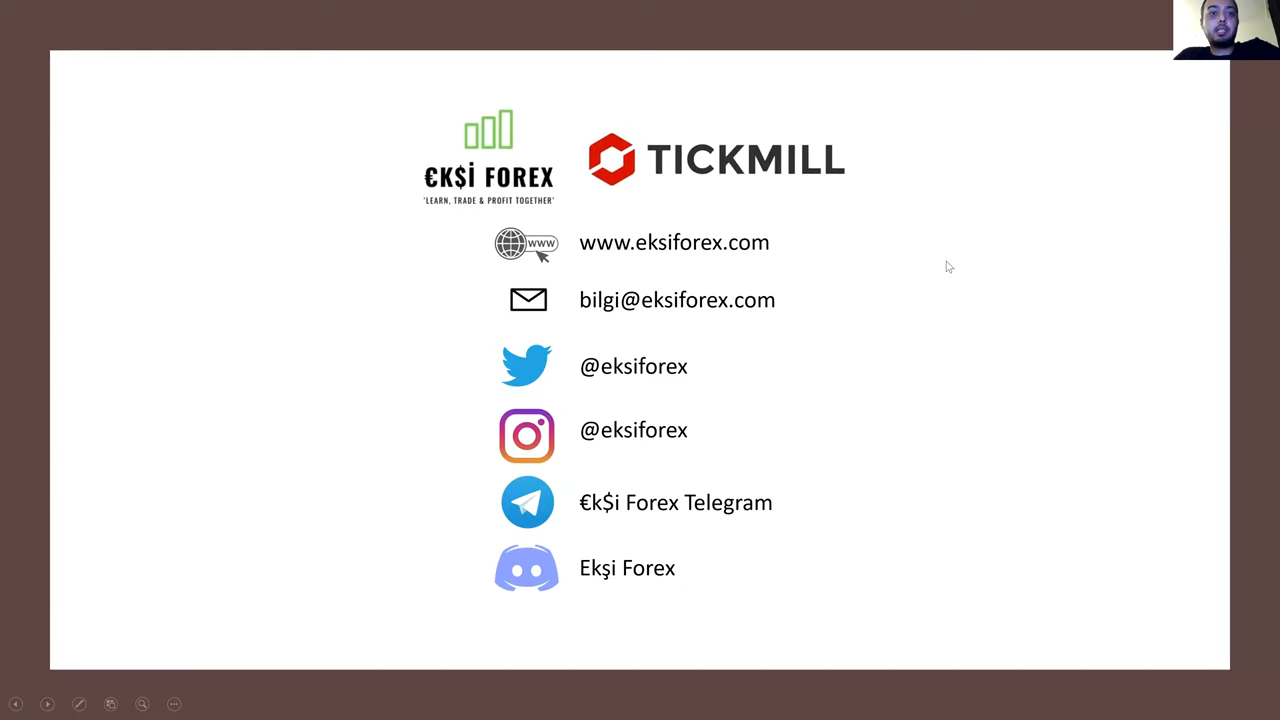 €K$İ FOREX
'LEARN, TRADE & PROFIT TOGETHER'
TICKMILL
www
www.eksiforex.com
bilgi@eksiforex.com
@eksiforex
@eksiforex
€k$i Forex Telegram
Ekşi Forex